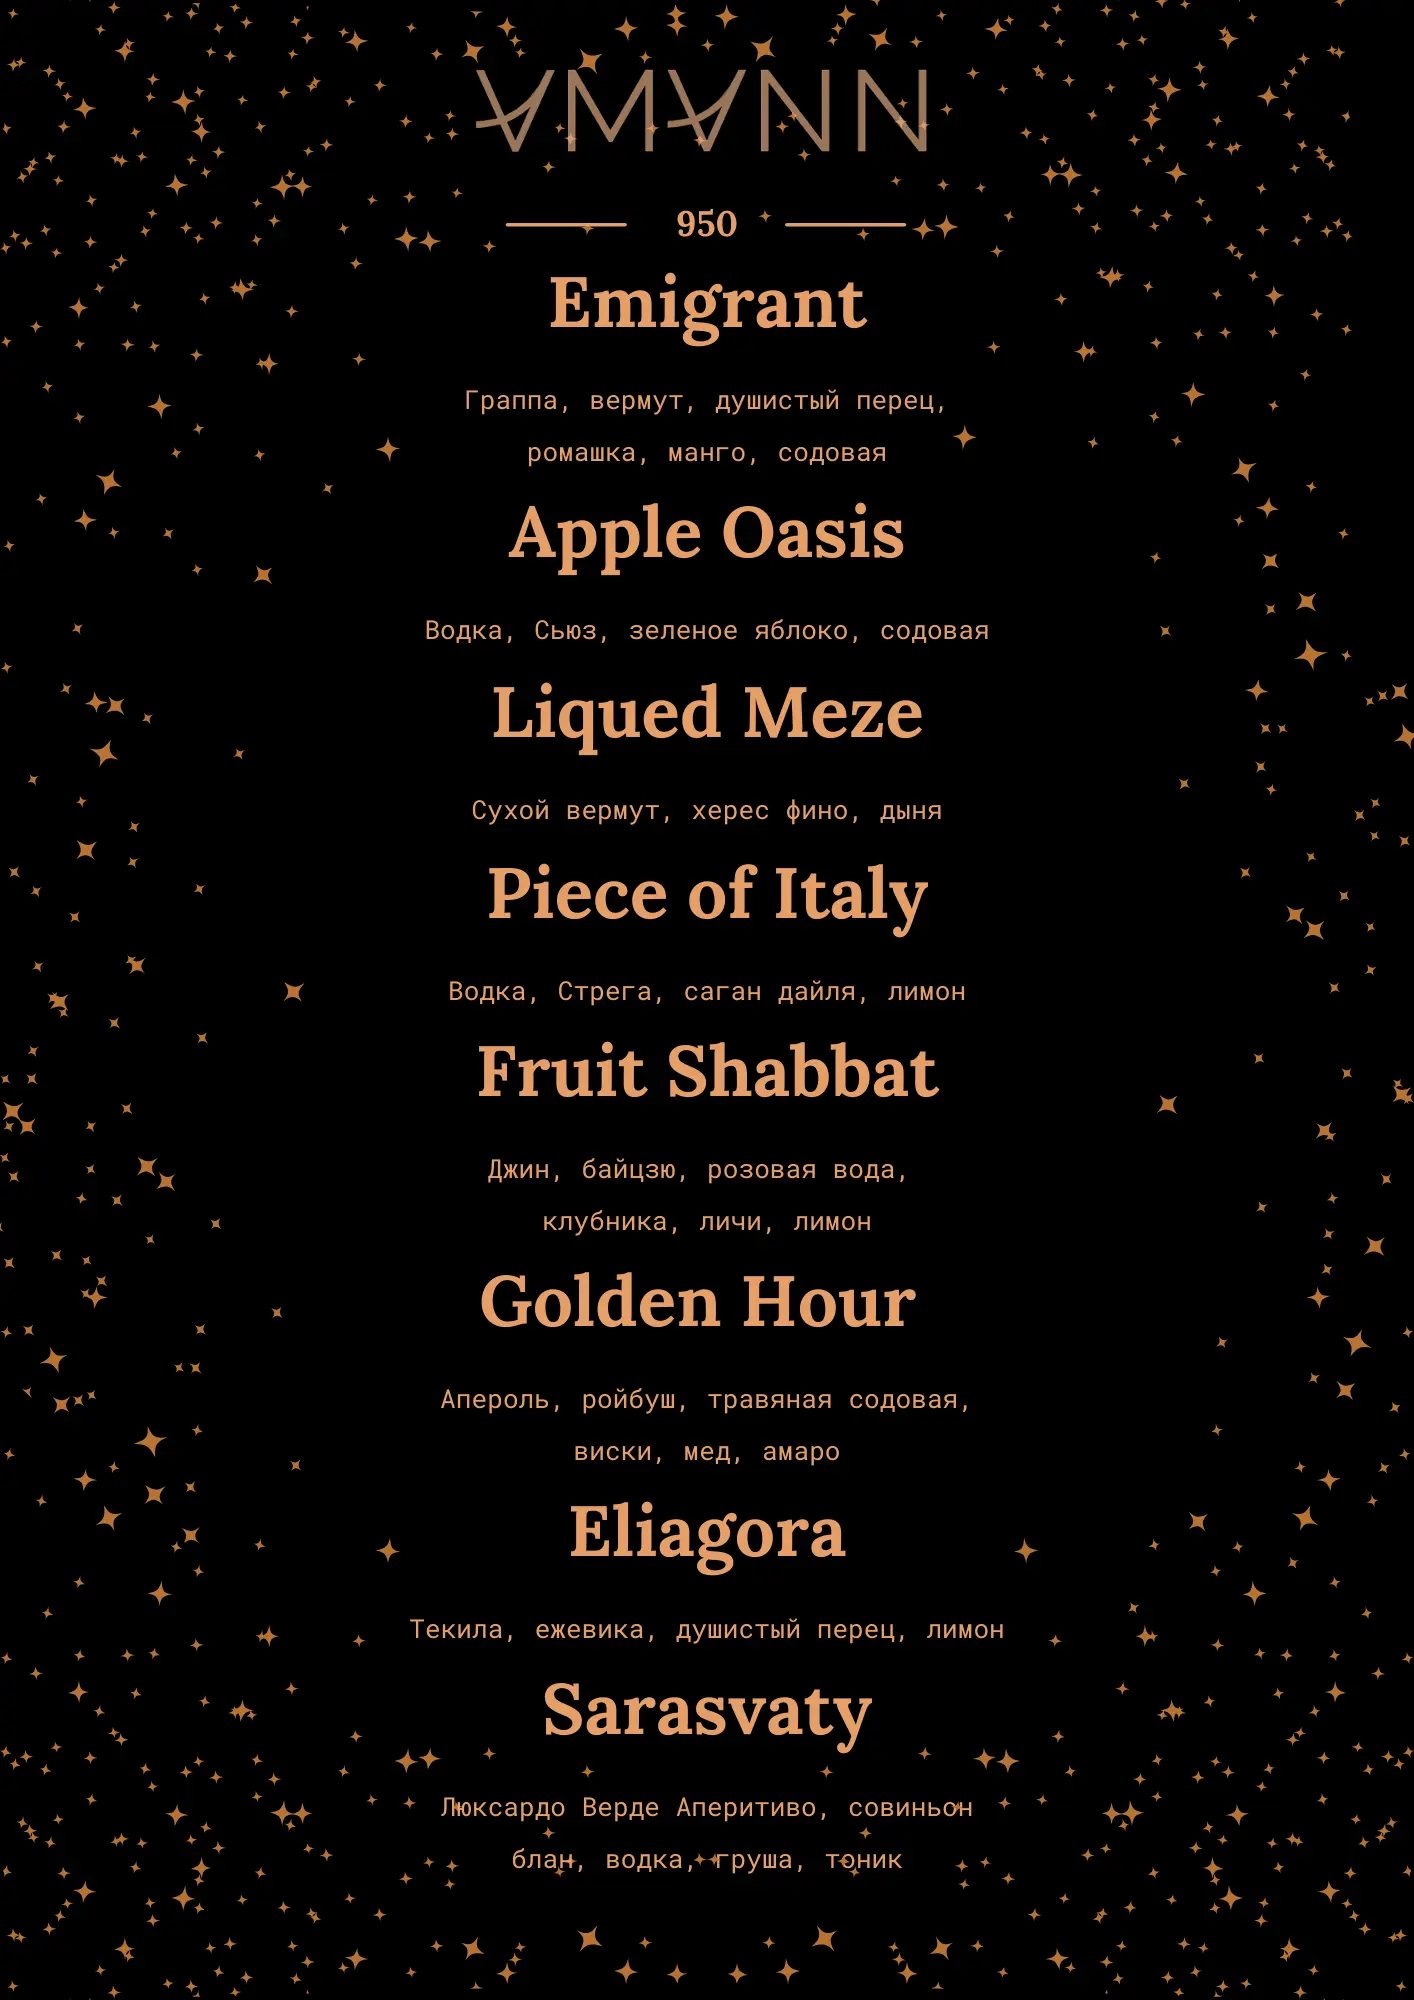 AMANN
950
Emigrant
Граппа, вермут, душистый перец,
ромашка, манго, содовая
Apple Oasis
Водка, Сьюз, зеленое яблоко, содовая
Liqued Meze
Сухой вермут, херес фино, дыня
Piece of Italy
Водка, Стрега, саган дайля, лимон
Fruit Shabbat
Джин, байцзю, розовая вода,
клубника, личи, лимон
Golden Hour
Апероль, ройбуш, травяная содовая,
виски, мед, амаро
Eliagora
Текила, ежевика, душистый перец, лимон
Sarasvaty
Люксардо Верде Аперитиво, совиньон
блан, водка, груша, тоник